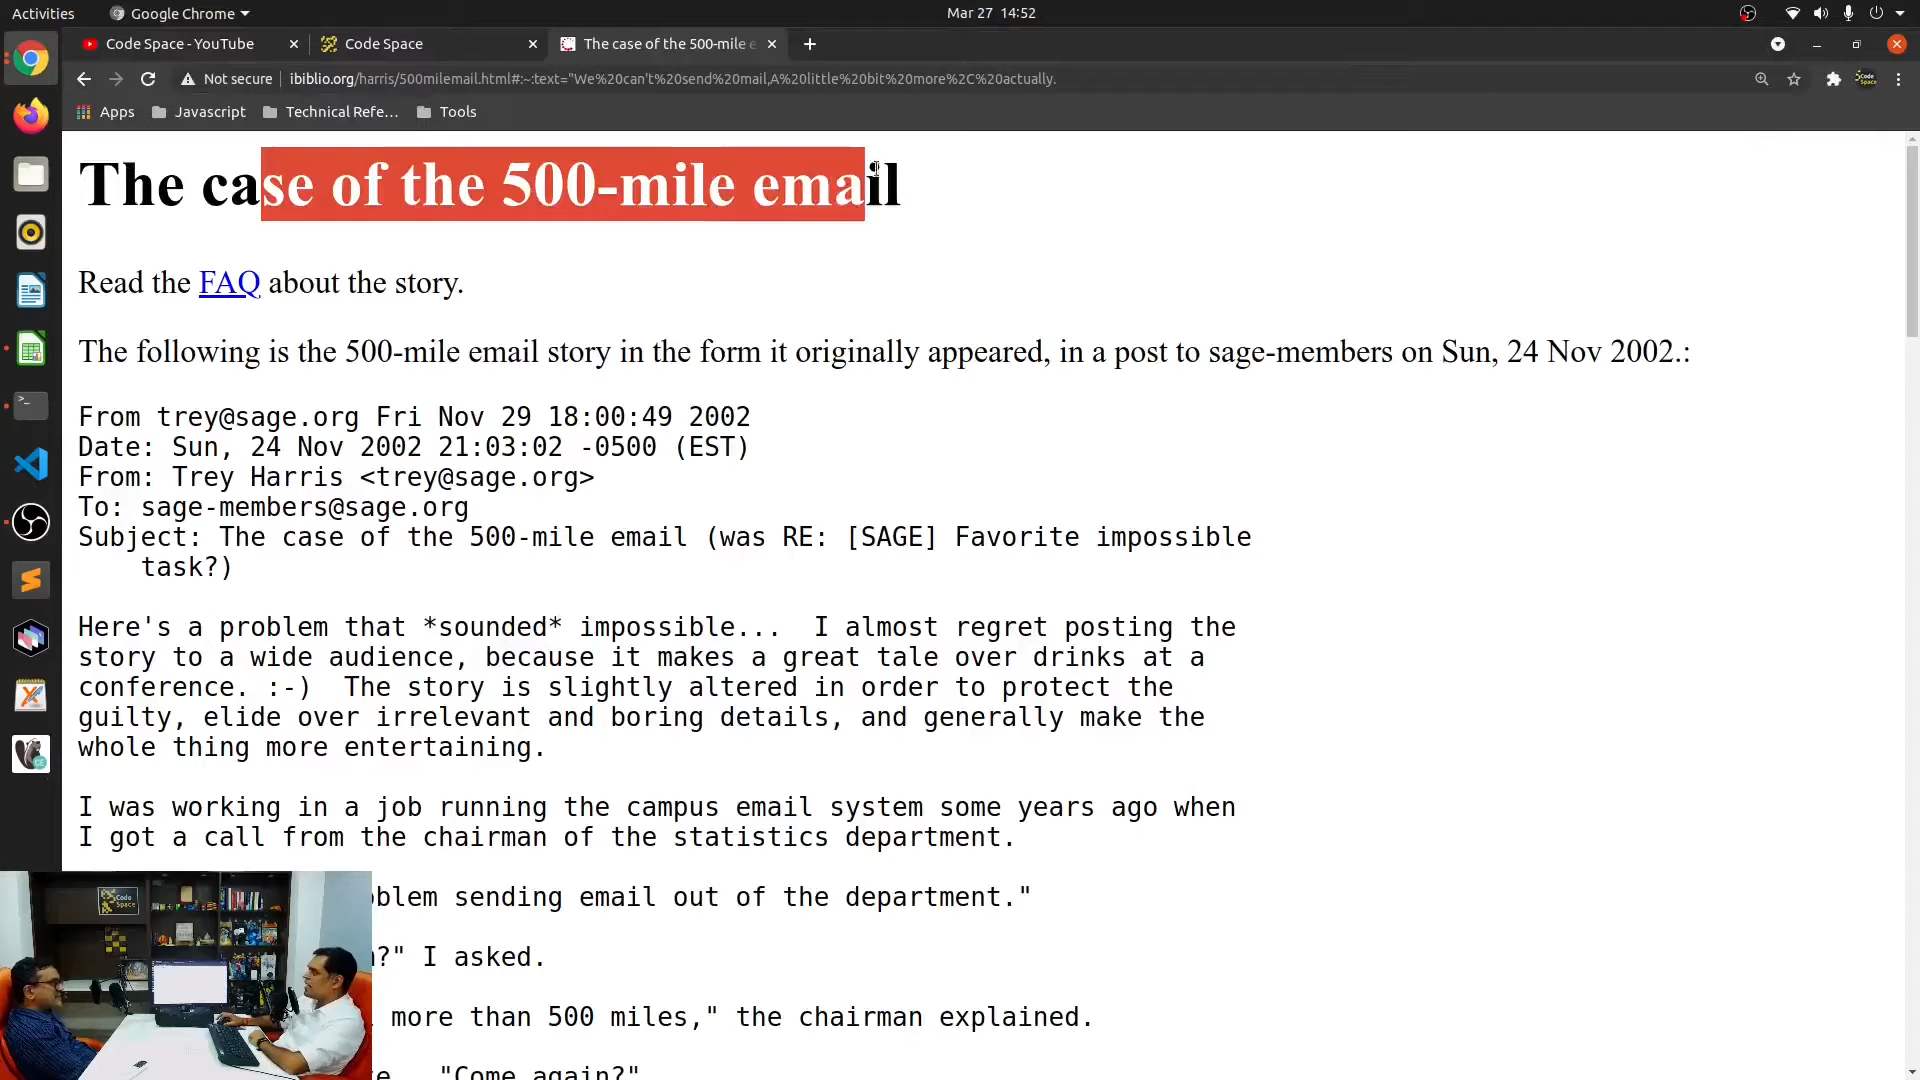 Activities
Google Chrome
Mar 27 14:52
Code Space - YouTube
Code Space
The case of the 500-mile e
Not secure
ibiblio.org/harris/500milemail.html#:~:text="We%20can't%20send%20mail,A%20little%20bit%20more%2C%20actually.
Apps
Javascript
Technical Refe...
Tools
The case of the 500-mile email
Read the FAQ about the story.
The following is the 500-mile email story in the form it originally appeared, in a post to sage-members on Sun, 24 Nov 2002.:
From trey@sage.org Fri Nov 29 18:00:49 2002
Date: Sun, 24 Nov 2002 21:03:02 -0500 (EST)
From: Trey Harris <trey@sage.org>
To: sage-members@sage.org
Subject: The case of the 500-mile email (was RE: [SAGE] Favorite impossible
task?)
Here's a problem that *sounded* impossible... I almost regret posting the
story to a wide audience, because it makes a great tale over drinks at a
conference. :-) The story is slightly altered in order to protect the
guilty, elide over irrelevant and boring details, and generally make the
whole thing more entertaining.
I was working in a job running the campus email system some years ago when
I got a call from the chairman of the statistics department.
sending email out of the department."
?" I asked.
more than 500 miles," the chairman explained.
"Come again?"
Code
Space